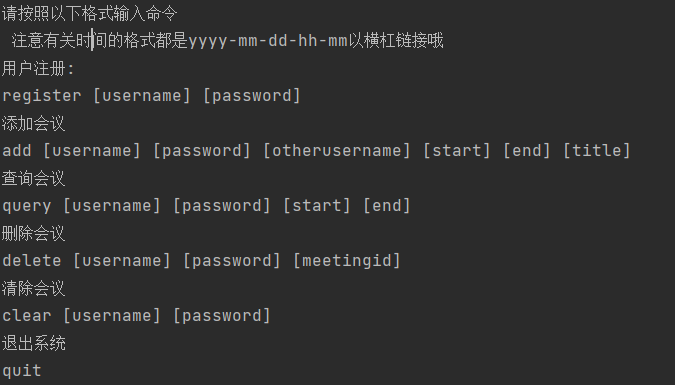 请按照以下格式输入命令
注意有关时间的格式都是yyyy-mm-dd-hh-mm以横杠链接哦
用户注册:
register [username] [password]
添加会议
add [username] [password] [otherusername] [start] [end] [title]
查询会议
query [username] [password] [start] [end]
删除会议
delete [username] [password] [meetingid]
清除会议
clear [username] [password]
退出系统
quit